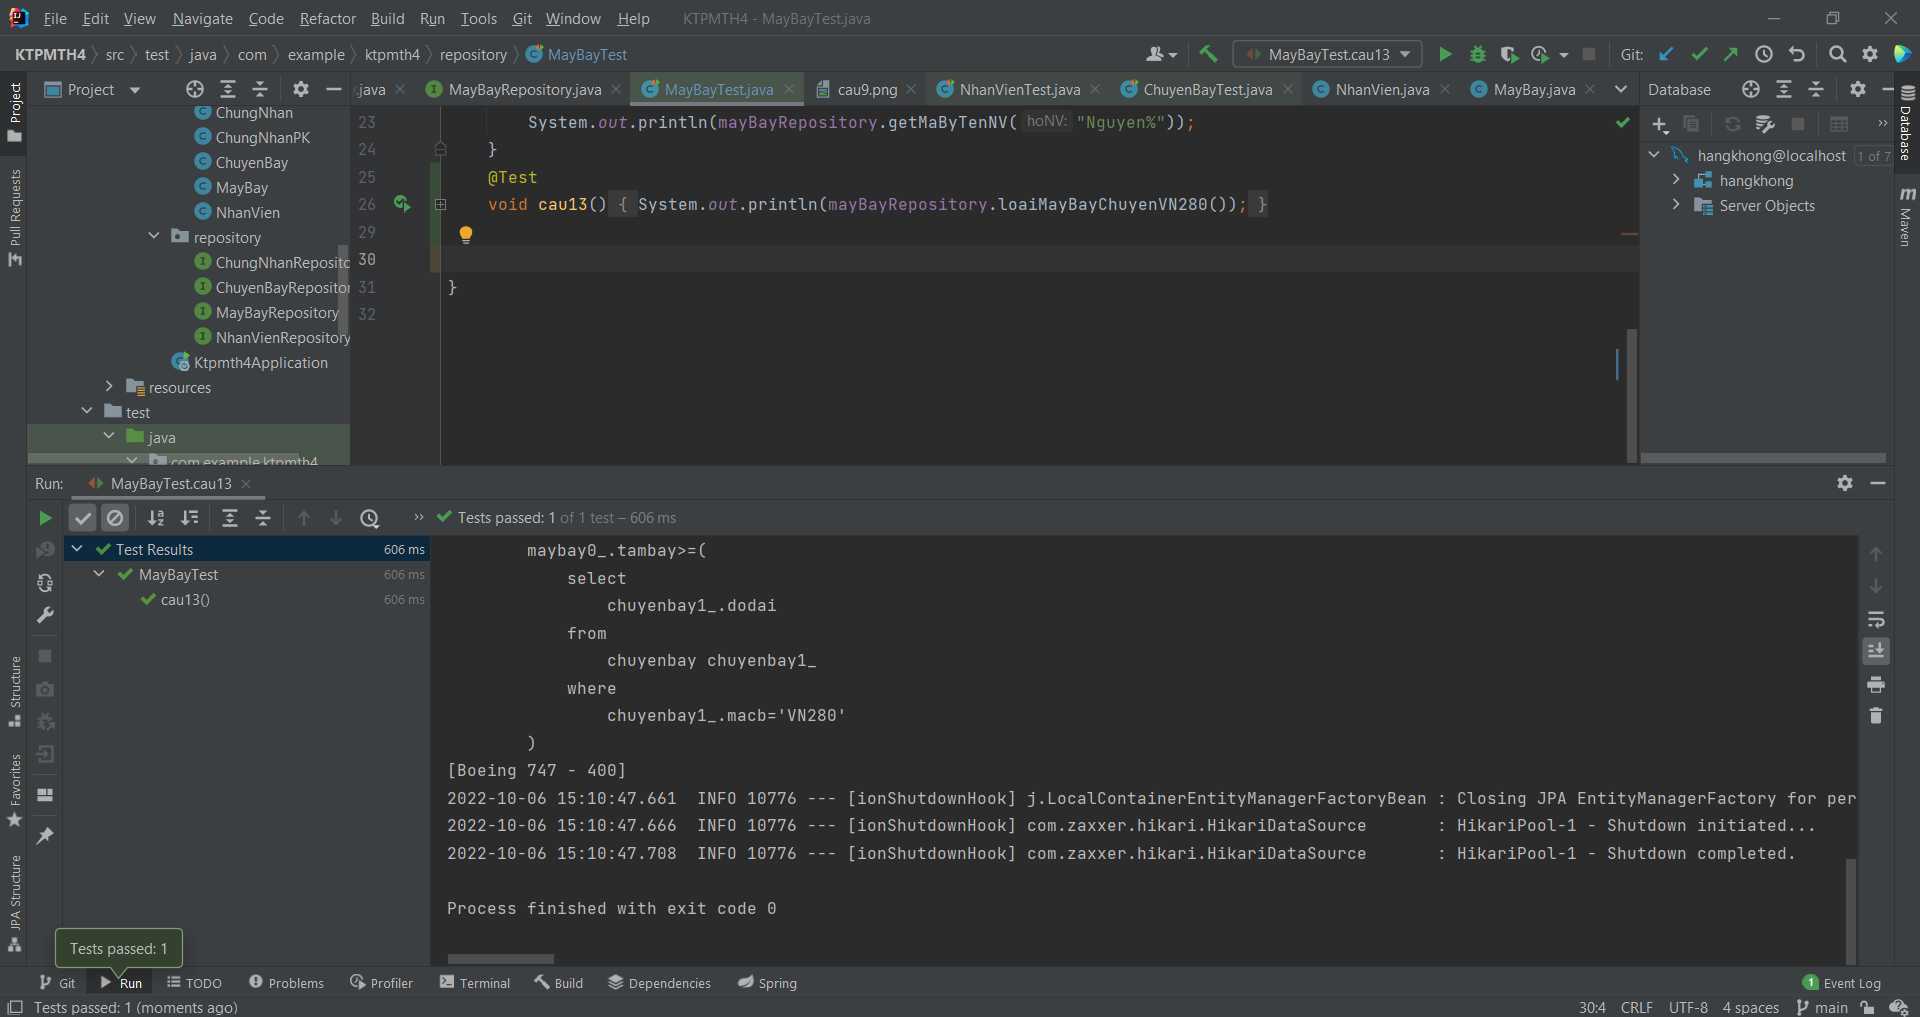 File Edit View Navigate Code Refactor Build Run Tools Git Window Help KTPMTH4 - MayBayTest.java
KTPMTH4 src test java com example ktpmth4 repository MayBayTest MayBayTest.cau13 Git:
Project .java MayBayRepository.java MayBayTest.java cau9.png NhanVienTest.java ChuyenBayTest.java NhanVien.java MayBay.java Database
Project
Pull Requests
Structure
Favorites
JPA Structure
ChungNhan
ChungNhanPK
ChuyenBay
MayBay
NhanVien
repository
ChungNhanReposito
ChuyenBayRepositor
MayBayRepository
NhanVienRepository
Ktpmth4Application
resources
test
java
com.example.ktpmth4
23 System.out.println(mayBayRepository.getMaByTenNV( hoNV: "Nguyen%"));
24 }
25 @Test
26 void cau13() { System.out.println(mayBayRepository.loaiMayBayChuyenVN280()); }
29
30
31 }
32
hangkhong@localhost 1 of 7
hangkhong
Server Objects
Database
Maven
Run: MayBayTest.cau13
Tests passed: 1 of 1 test – 606 ms
Test Results 606 ms
MayBayTest 606 ms
cau13() 606 ms
maybay0_.tambay>=(
select
chuyenbay1_.dodai
from
chuyenbay chuyenbay1_
where
chuyenbay1_.macb='VN280'
)
[Boeing 747 - 400]
2022-10-06 15:10:47.661  INFO 10776 --- [ionShutdownHook] j.LocalContainerEntityManagerFactoryBean : Closing JPA EntityManagerFactory for per
2022-10-06 15:10:47.666  INFO 10776 --- [ionShutdownHook] com.zaxxer.hikari.HikariDataSource       : HikariPool-1 - Shutdown initiated...
2022-10-06 15:10:47.708  INFO 10776 --- [ionShutdownHook] com.zaxxer.hikari.HikariDataSource       : HikariPool-1 - Shutdown completed.
Process finished with exit code 0
Tests passed: 1
Git Run TODO Problems Profiler Terminal Build Dependencies Spring 1 Event Log
Tests passed: 1 (moments ago) 30:4 CRLF UTF-8 4 spaces main